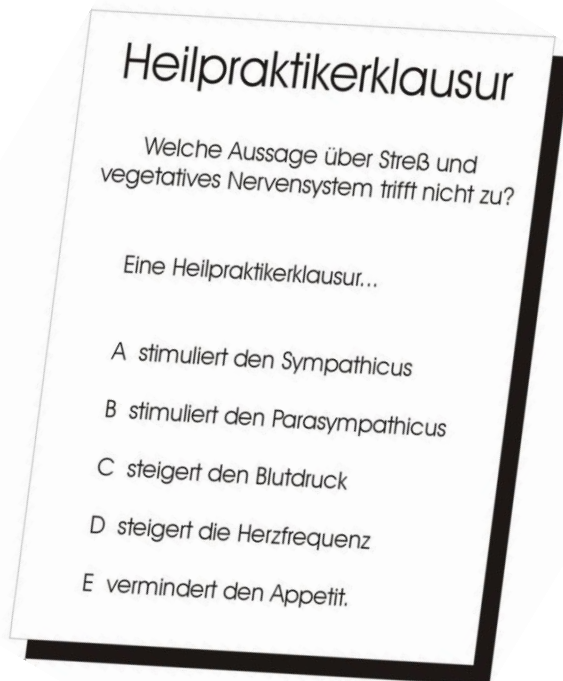 Heilpraktikerklausur
Welche Aussage über Streß und
vegetatives Nervensystem trifft nicht zu?
Eine Heilpraktikerklausur...
A stimuliert den Sympathicus
B stimuliert den Parasympathicus
C steigert den Blutdruck
D steigert die Herzfrequenz
E vermindert den Appetit.